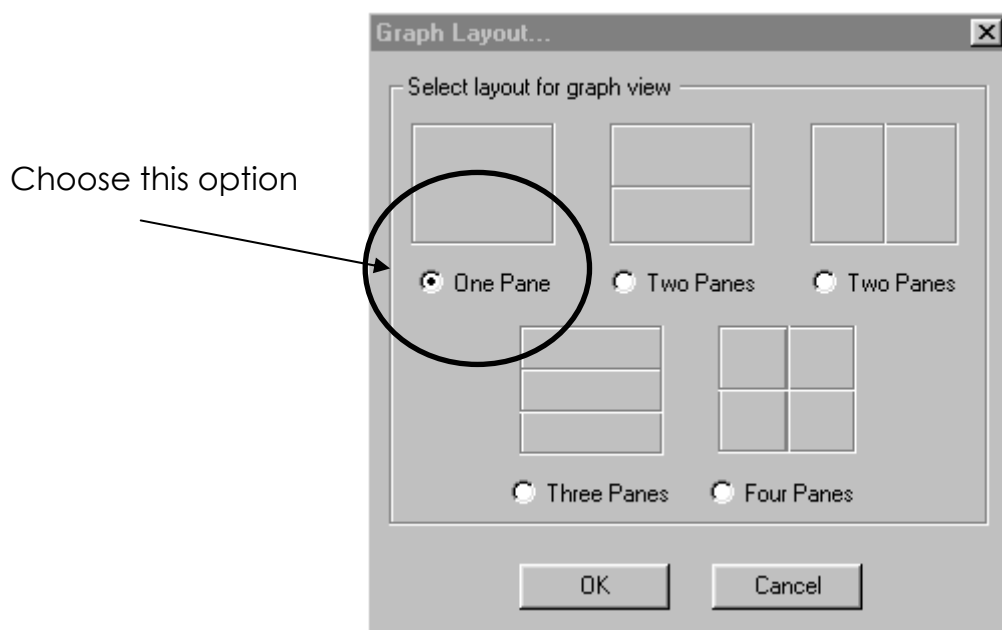 Graph Layout...
Select layout for graph view
Choose this option
One Pane
Two Panes
Two Panes
Three Panes
Four Panes
OK
Cancel